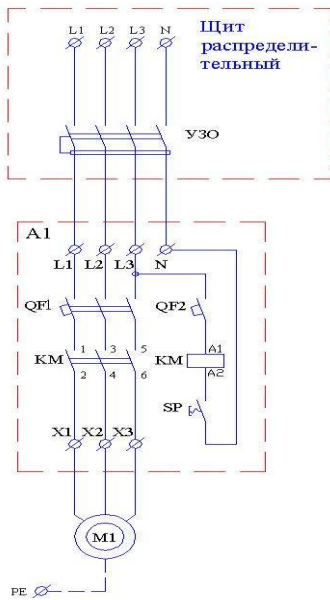 L1 L2 L3 N
Щит
распредели-
тельный
УЗО
A1
L1 L2 L3 N
QF1
QF2
1 3 5
KM
2 4 6
KM
A1
A2
SP
X1 X2 X3
M1
PE